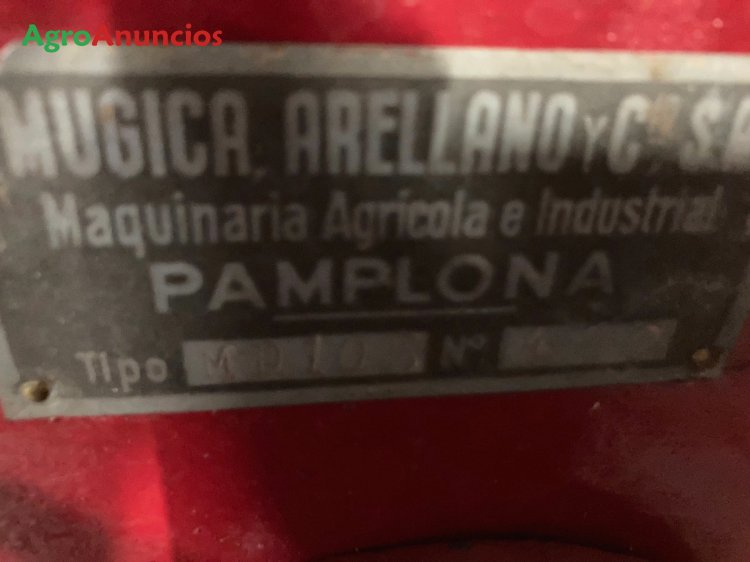 AgroAnuncios
MUGICA, ARELLANO Y Cª, S.A
Maquinaria Agrícola e Industrial
PAMPLONA
Tipo Nº